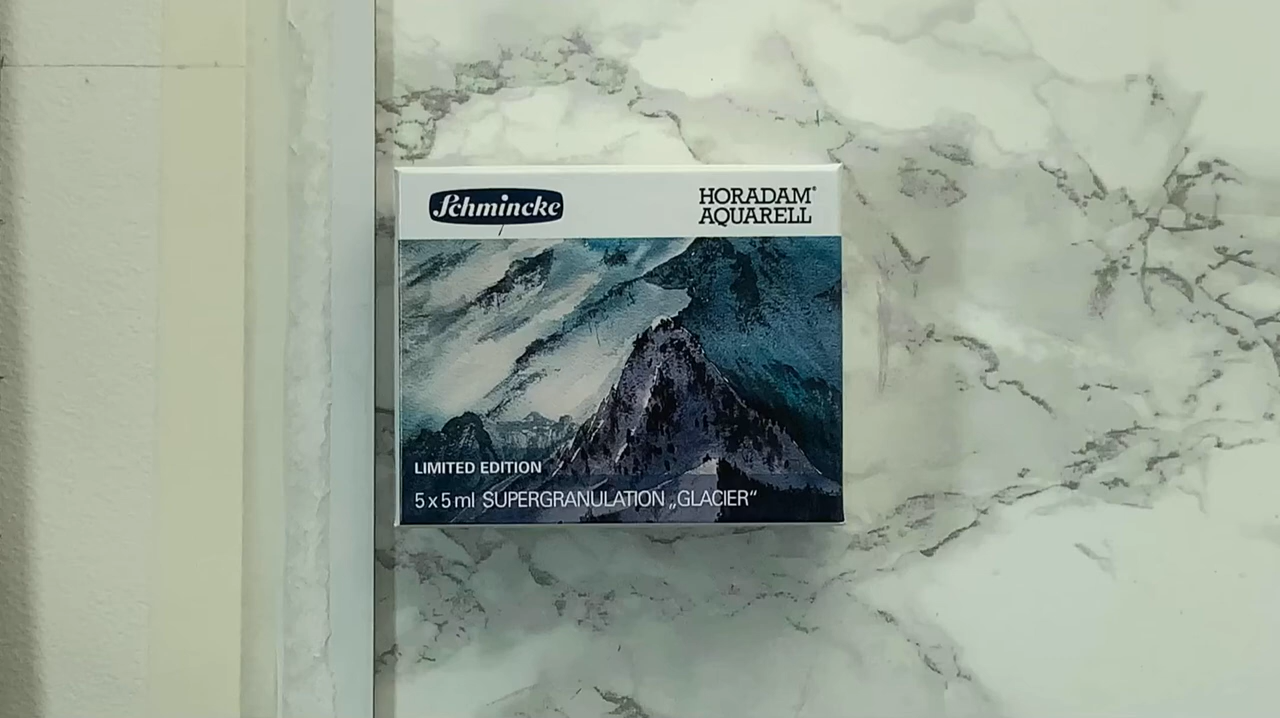 Schmincke
HORADAM®
AQUARELL
LIMITED EDITION
5 x 5 ml SUPERGRANULATION „GLACIER“